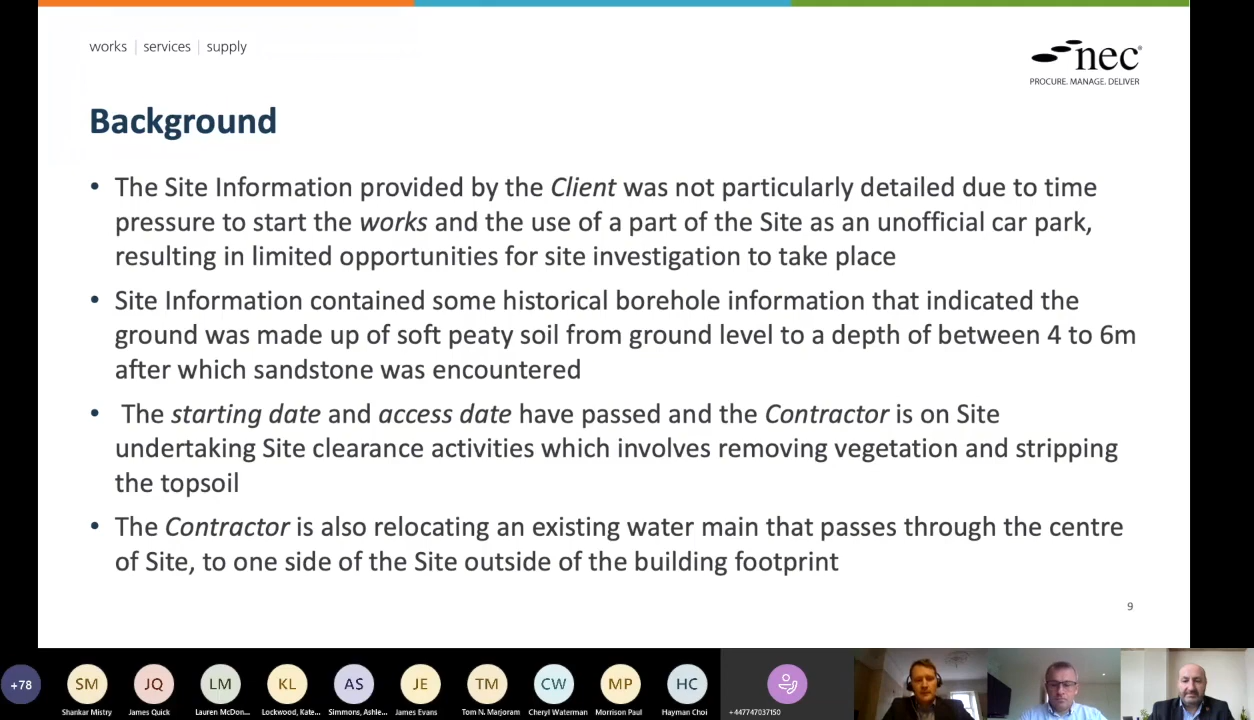 works | services | supply
nec
PROCURE. MANAGE. DELIVER
Background
• The Site Information provided by the Client was not particularly detailed due to time
pressure to start the works and the use of a part of the Site as an unofficial car park,
resulting in limited opportunities for site investigation to take place
• Site Information contained some historical borehole information that indicated the
ground was made up of soft peaty soil from ground level to a depth of between 4 to 6m
after which sandstone was encountered
• The starting date and access date have passed and the Contractor is on Site
undertaking Site clearance activities which involves removing vegetation and stripping
the topsoil
• The Contractor is also relocating an existing water main that passes through the centre
of Site, to one side of the Site outside of the building footprint
9
+78 SM JQ LM KL AS JE TM CW MP HC
Shankar Mistry James Quick Lauren McDon... Lockwood, Kate... Simmons, Ashle... James Evans Tom N. Marjoram Cheryl Waterman Morrison Paul Hayman Choi +447747037150